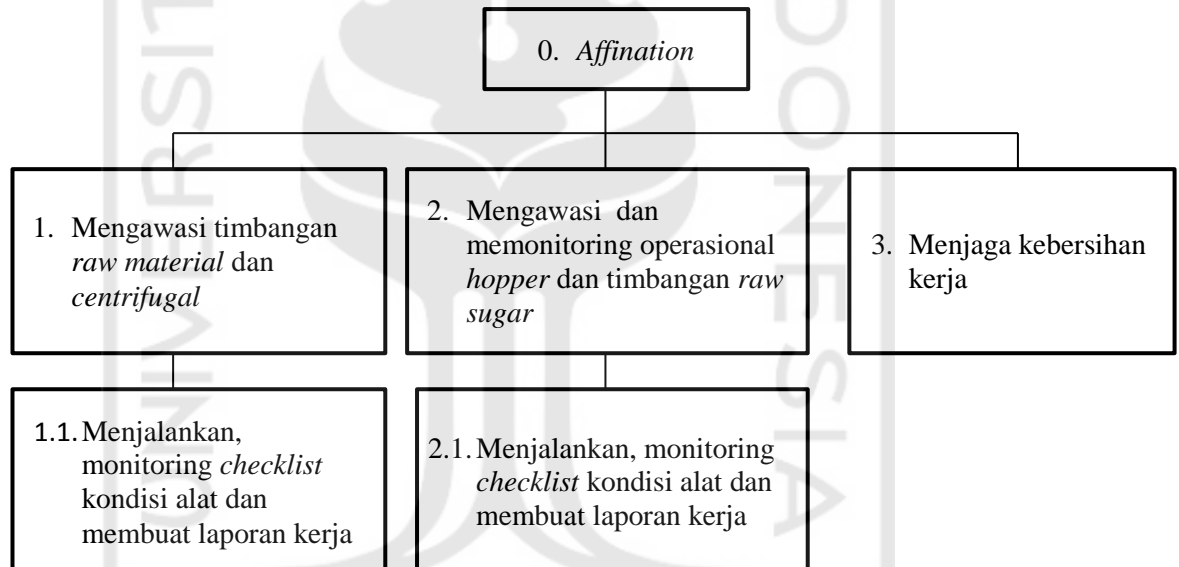 0. Affination
1. Mengawasi timbangan
raw material dan
centrifugal
2. Mengawasi dan
memonitoring operasional
hopper dan timbangan raw
sugar
3. Menjaga kebersihan
kerja
1.1. Menjalankan,
monitoring checklist
kondisi alat dan
membuat laporan kerja
2.1. Menjalankan, monitoring
checklist kondisi alat dan
membuat laporan kerja